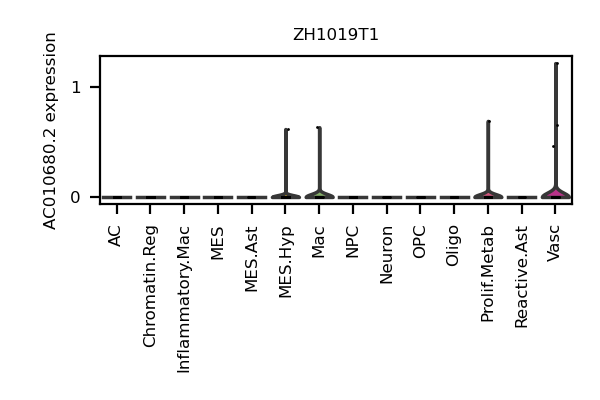 ZH1019T1
AC010680.2 expression
1
0
AC
Chromatin.Reg
Inflammatory.Mac
MES
MES.Ast
MES.Hyp
Mac
NPC
Neuron
OPC
Oligo
Prolif.Metab
Reactive.Ast
Vasc